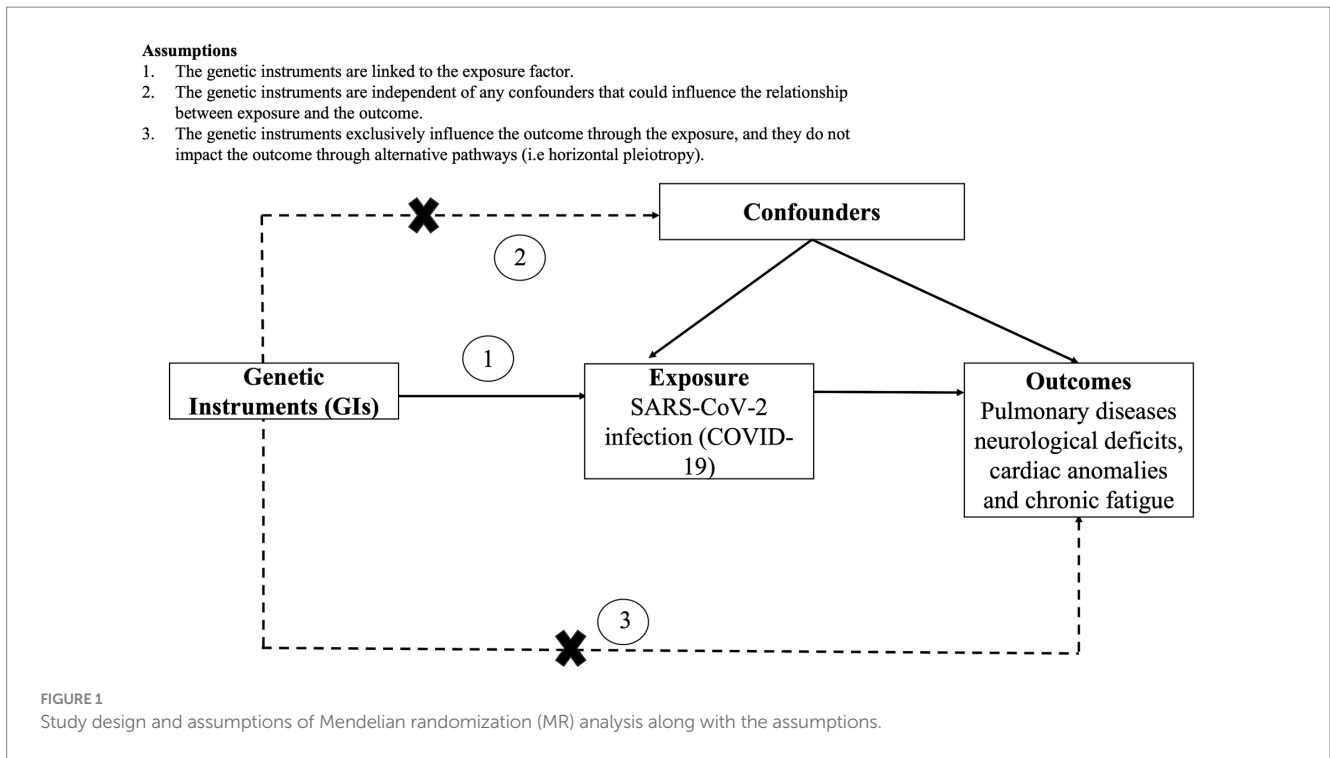 Assumptions
1. The genetic instruments are linked to the exposure factor.
2. The genetic instruments are independent of any confounders that could influence the relationship
between exposure and the outcome.
3. The genetic instruments exclusively influence the outcome through the exposure, and they do not
impact the outcome through alternative pathways (i.e horizontal pleiotropy).
Confounders
2
1
Genetic
Instruments (GIs)
Exposure
SARS-CoV-2
infection (COVID-
19)
Outcomes
Pulmonary diseases
neurological deficits,
cardiac anomalies
and chronic fatigue
3
FIGURE 1
Study design and assumptions of Mendelian randomization (MR) analysis along with the assumptions.